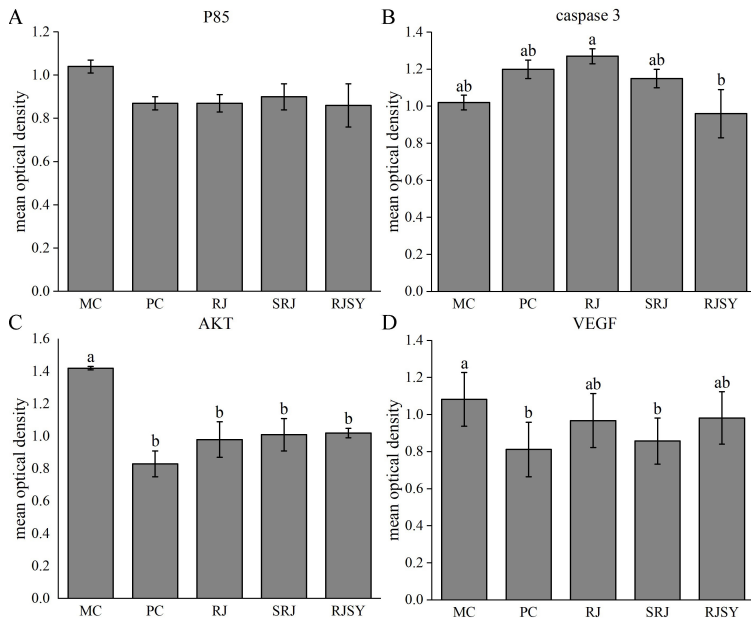 A
P85
1.2
1.0
0.8
0.6
0.4
0.2
0.0
mean optical density
MC PC RJ SRJ RJSY
B
caspase 3
1.4
1.2
1.0
0.8
0.6
0.4
0.2
0.0
mean optical density
ab ab a ab b
MC PC RJ SRJ RJSY
C
AKT
1.6
1.4
1.2
1.0
0.8
0.6
0.4
0.2
0.0
mean optical density
a b b b b
MC PC RJ SRJ RJSY
D
VEGF
1.4
1.2
1.0
0.8
0.6
0.4
0.2
0.0
mean optical density
a b ab b ab
MC PC RJ SRJ RJSY